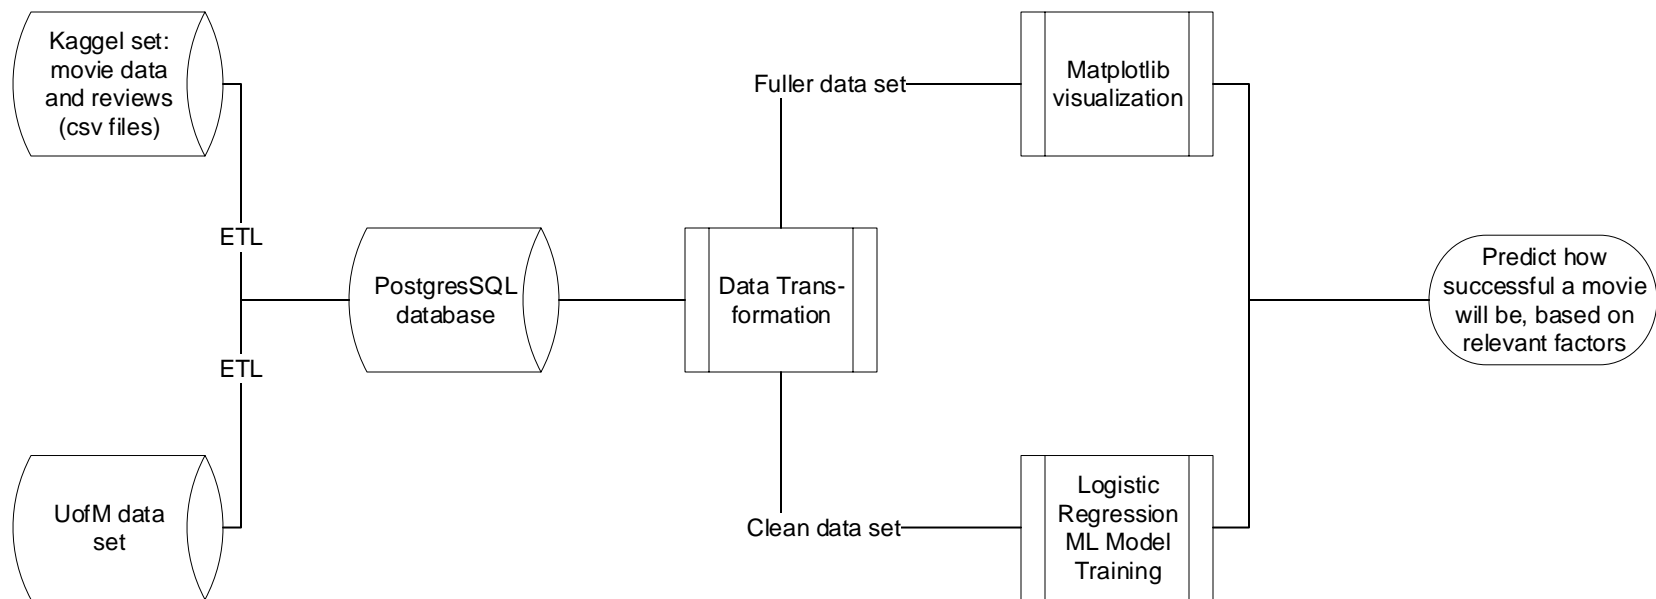 Kaggel set:
movie data
and reviews
(csv files)
ETL
ETL
UofM data
set
PostgresSQL
database
Data Trans-
formation
Fuller data set
Clean data set
Matplotlib
visualization
Logistic
Regression
ML Model
Training
Predict how
successful a movie
will be, based on
relevant factors